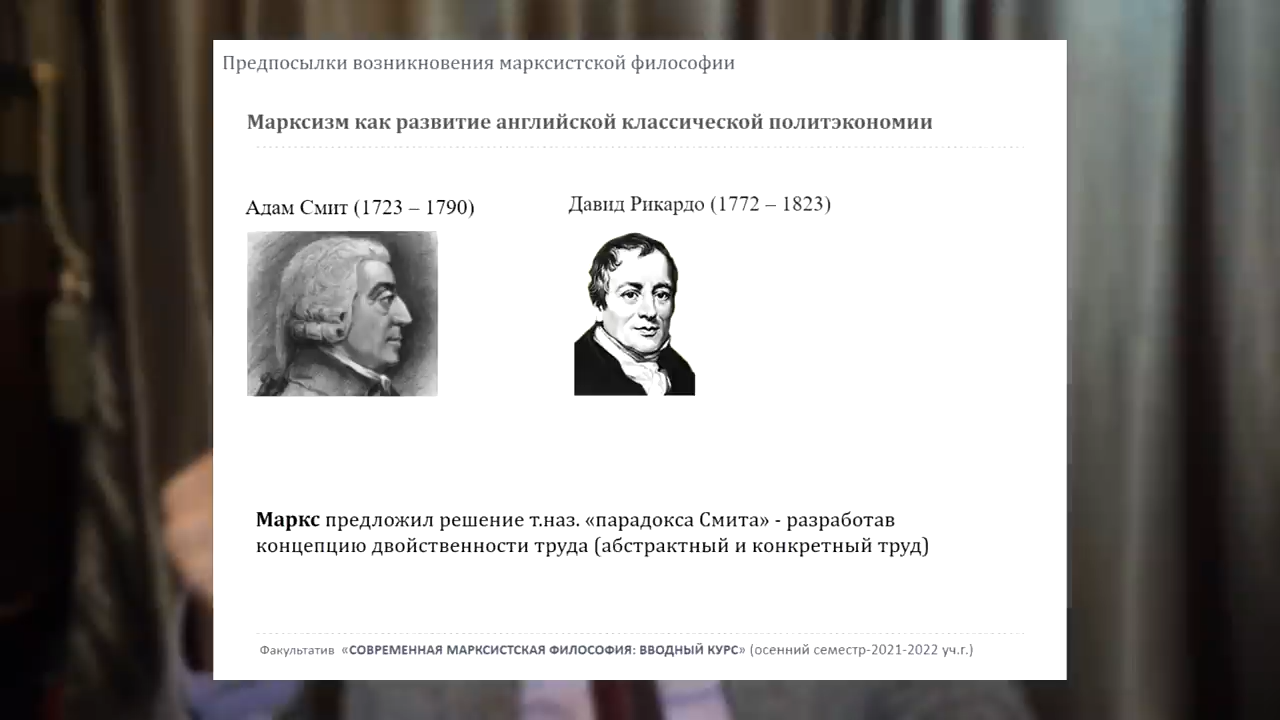 Предпосылки возникновения марксистской философии
Марксизм как развитие английской классической политэкономии
Адам Смит (1723 – 1790)
Давид Рикардо (1772 – 1823)
Маркс предложил решение т.наз. «парадокса Смита» - разработав
концепцию двойственности труда (абстрактный и конкретный труд)
Факультатив «СОВРЕМЕННАЯ МАРКСИСТСКАЯ ФИЛОСОФИЯ: ВВОДНЫЙ КУРС» (осенний семестр-2021-2022 уч.г.)